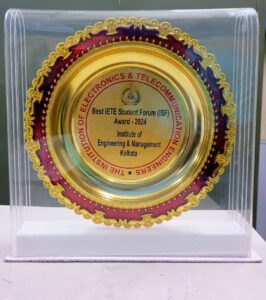 THE INSTITUTION OF ELECTRONICS & TELECOMMUNICATION ENGINEERS
Best IETE Student Forum (ISF)
Award - 2024
Institute of
Engineering & Management
Kolkata